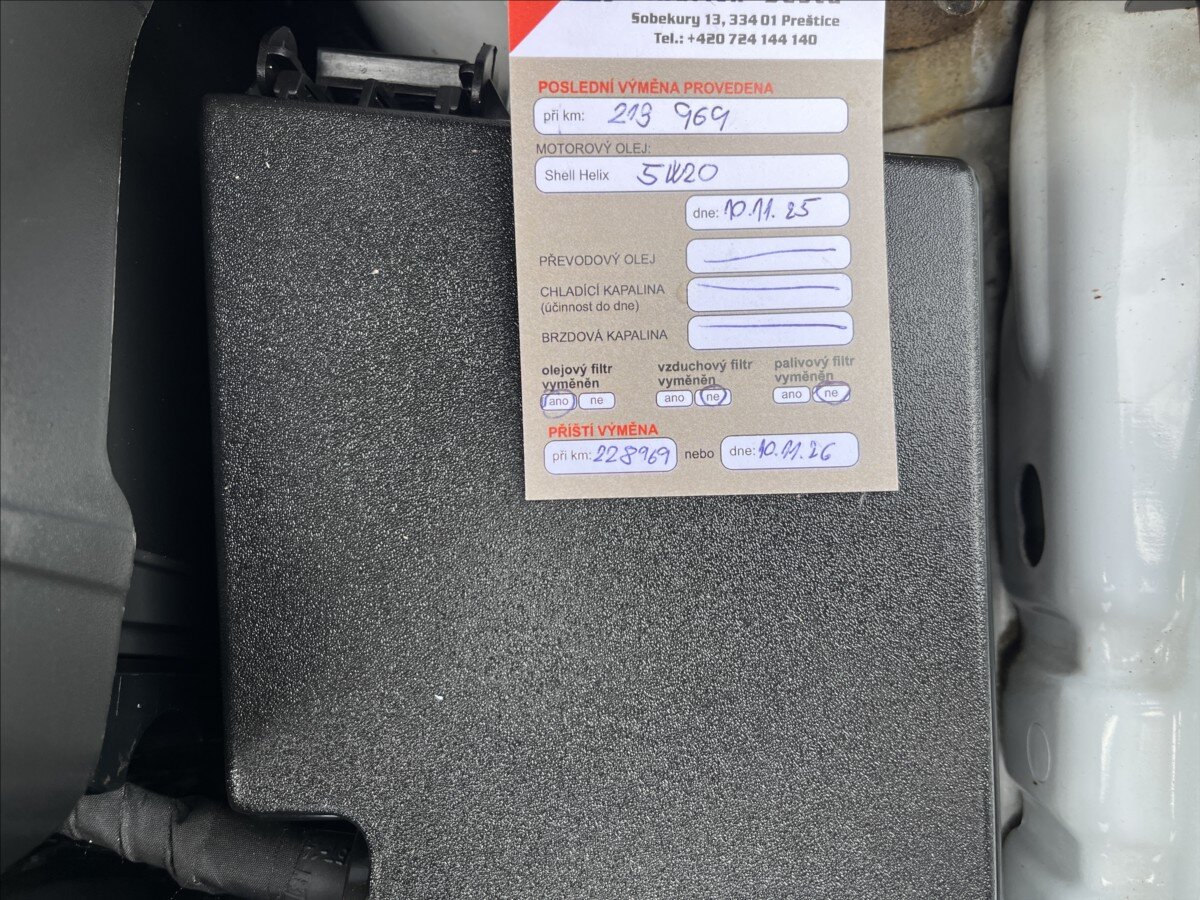 Sobekury 13, 334 01 Preštice
Tel.: +420 724 144 140
POSLEDNÍ VÝMĚNA PROVEDENA
při km: 213 969
MOTOROVÝ OLEJ:
Shell Helix 5W20
dne: 10.11.25
PŘEVODOVÝ OLEJ
CHLADÍCÍ KAPALINA
(účinnost do dne)
BRZDOVÁ KAPALINA
olejový filtr vzduchový filtr palivový filtr
vyměněn vyměněn vyměněn
ano ne ano ne ano ne
PŘÍŠTÍ VÝMĚNA
při km: 228969 nebo dne: 10.11.26